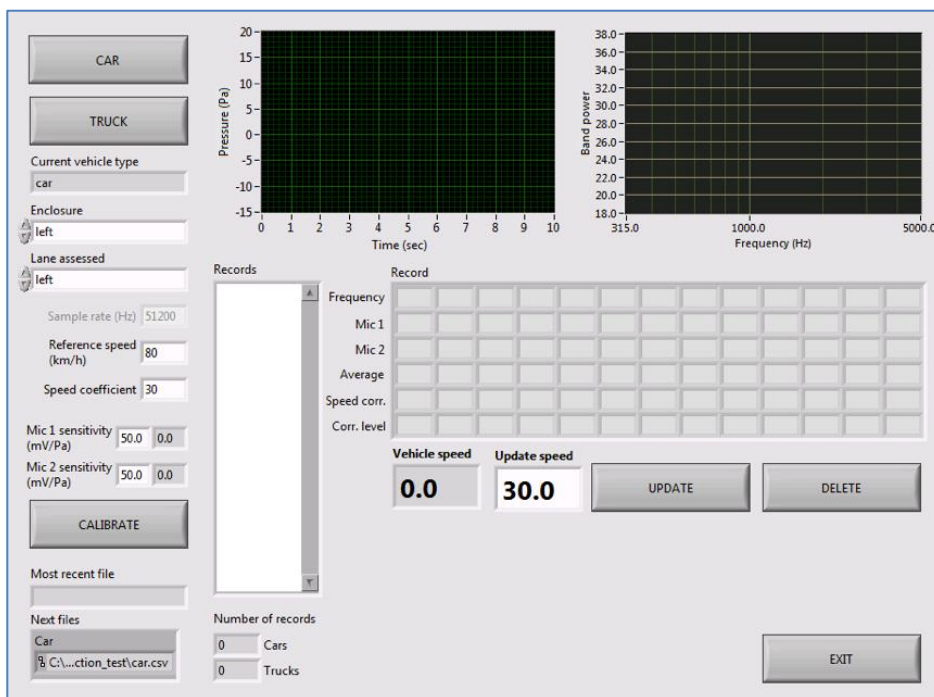 CAR
TRUCK
Current vehicle type
car
Enclosure
left
Lane assessed
left
Sample rate (Hz) 51200
Reference speed
(km/h) 80
Speed coefficient 30
Mic 1 sensitivity
(mV/Pa) 50.0 0.0
Mic 2 sensitivity
(mV/Pa) 50.0 0.0
CALIBRATE
Most recent file
Next files
Car
C:\...ction_test\car.csv
Pressure (Pa)
20
15
10
5
0
-5
-10
-15
0 1 2 3 4 5 6 7 8 9 10
Time (sec)
Band power
38.0
36.0
34.0
32.0
30.0
28.0
26.0
24.0
22.0
20.0
18.0
315.0 1000.0 5000.0
Frequency (Hz)
Records
Record
Frequency
Mic 1
Mic 2
Average
Speed corr.
Corr. level
Vehicle speed
0.0
Update speed
30.0
UPDATE
DELETE
Number of records
0 Cars
0 Trucks
EXIT